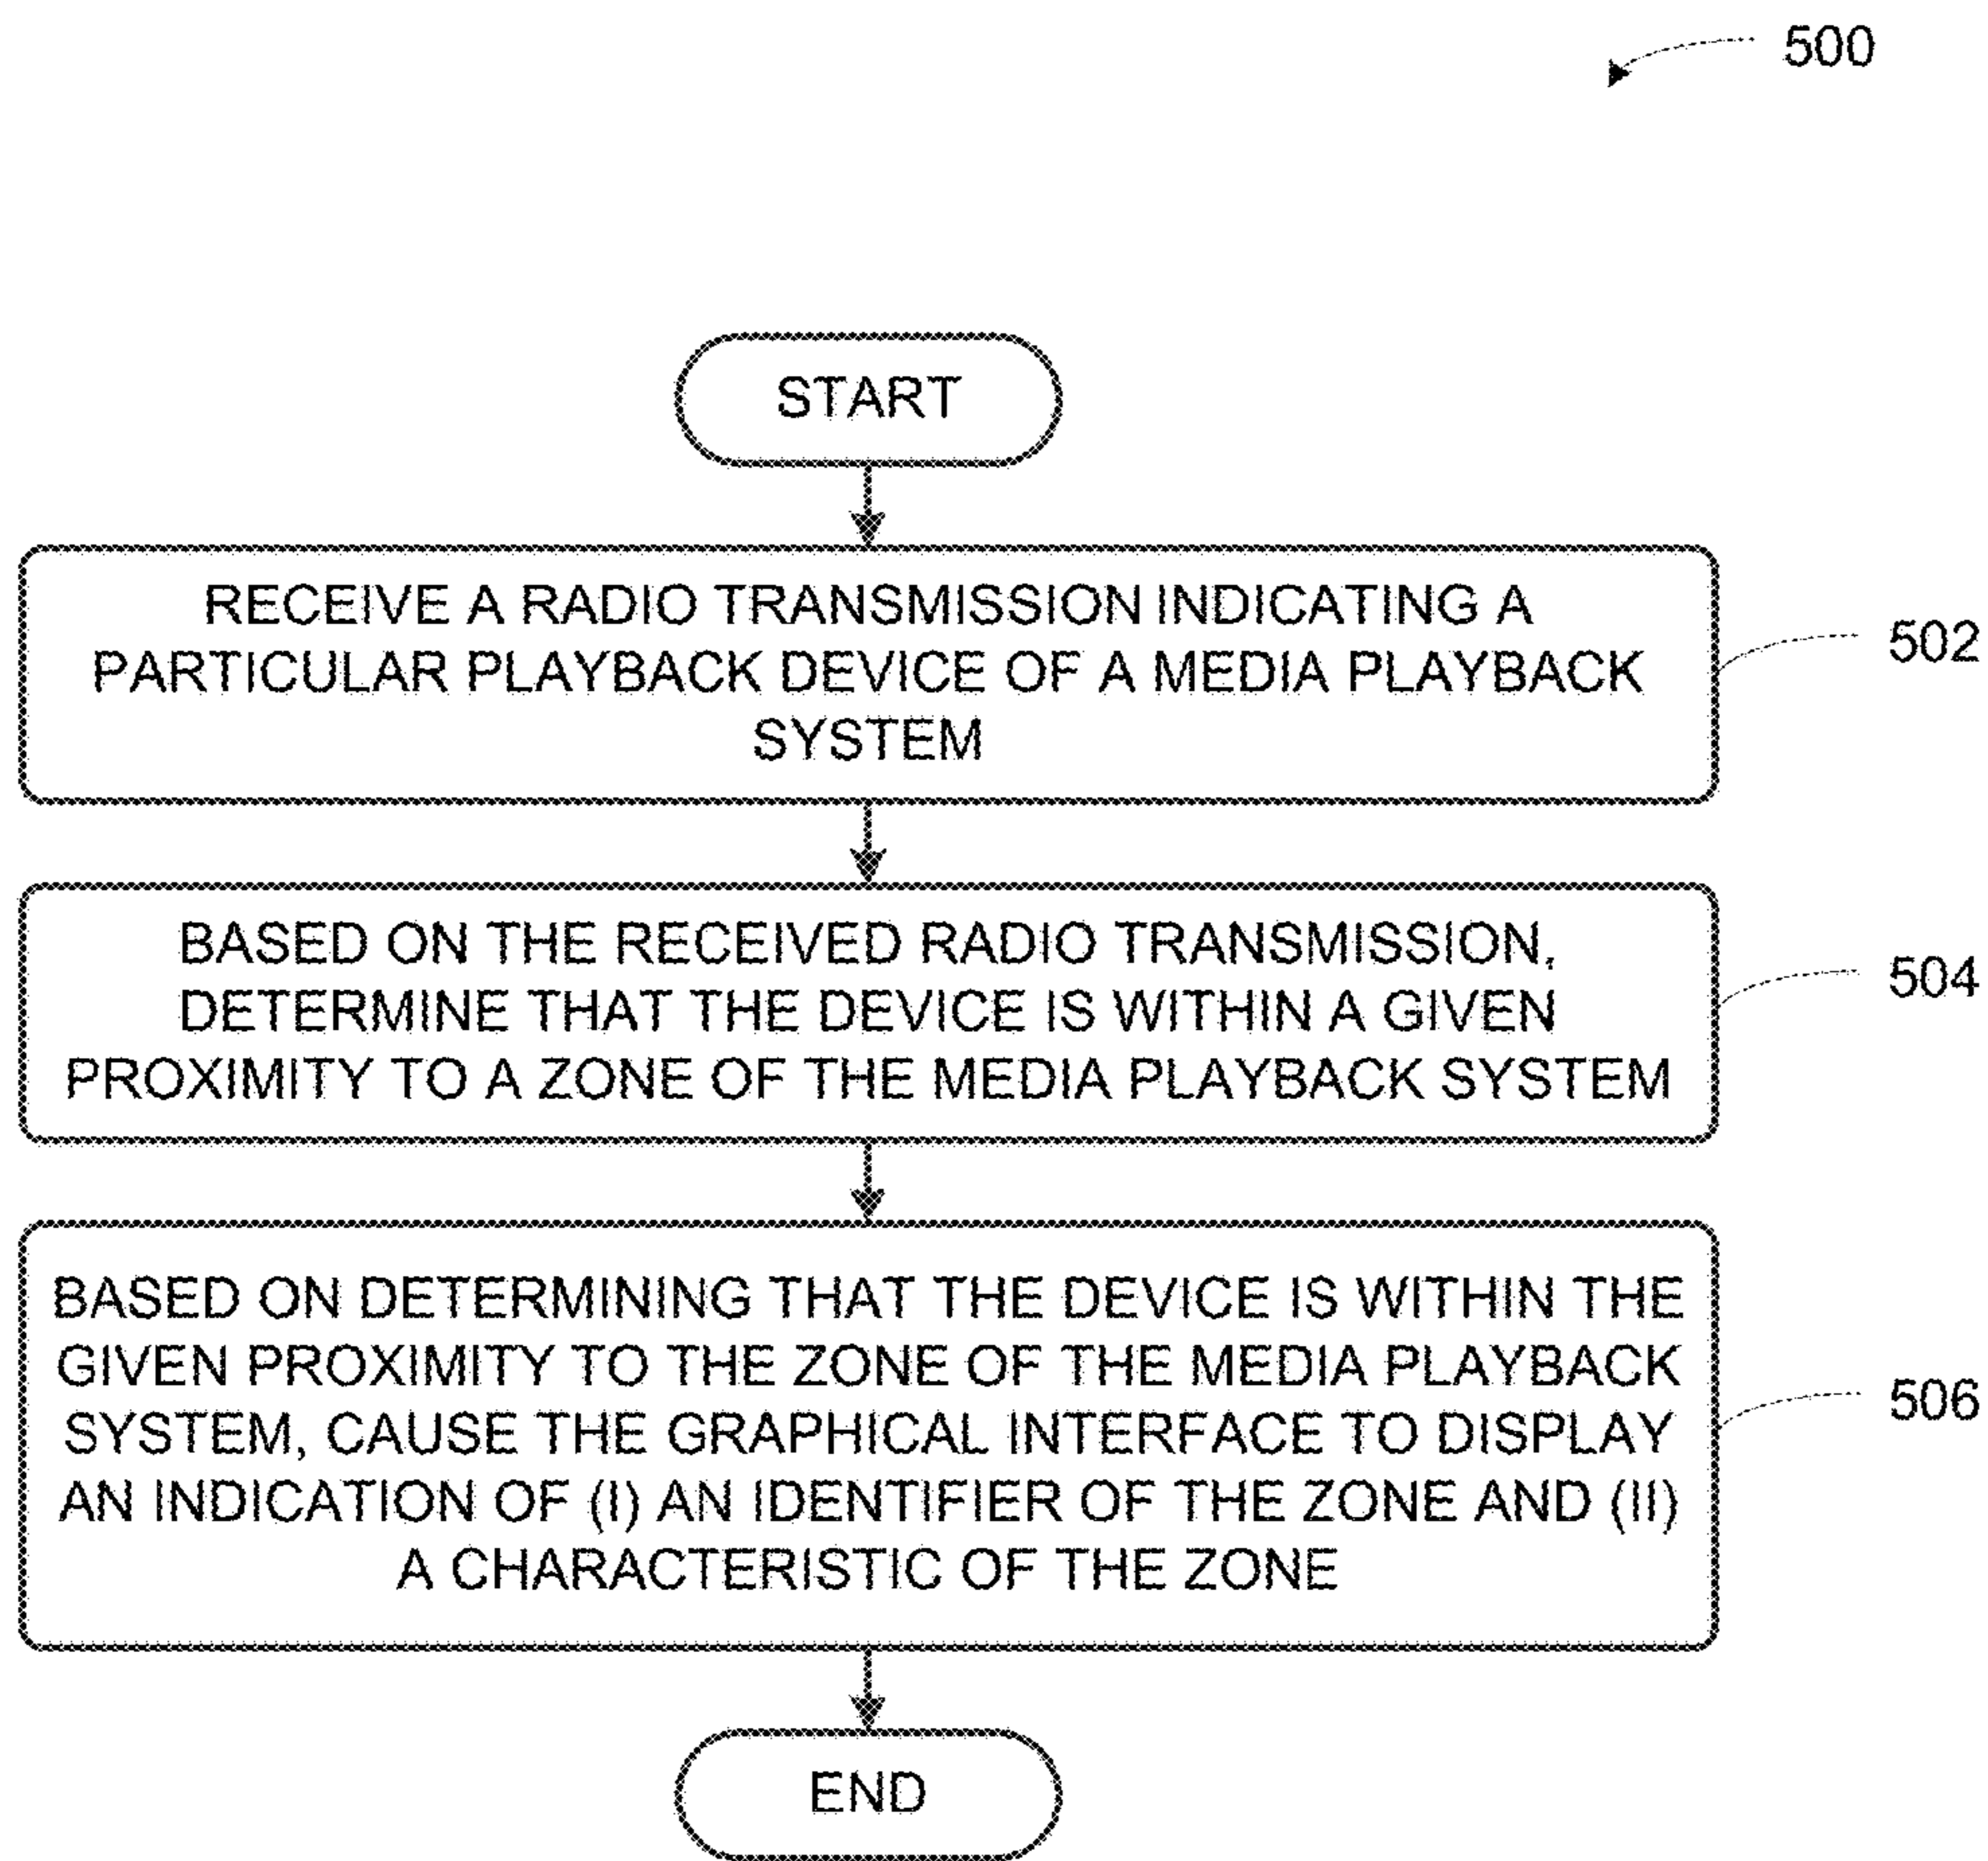 500
START
RECEIVE A RADIO TRANSMISSION INDICATING A
PARTICULAR PLAYBACK DEVICE OF A MEDIA PLAYBACK
SYSTEM
502
BASED ON THE RECEIVED RADIO TRANSMISSION,
DETERMINE THAT THE DEVICE IS WITHIN A GIVEN
PROXIMITY TO A ZONE OF THE MEDIA PLAYBACK SYSTEM
504
BASED ON DETERMINING THAT THE DEVICE IS WITHIN THE
GIVEN PROXIMITY TO THE ZONE OF THE MEDIA PLAYBACK
SYSTEM, CAUSE THE GRAPHICAL INTERFACE TO DISPLAY
AN INDICATION OF (I) AN IDENTIFIER OF THE ZONE AND (II)
A CHARACTERISTIC OF THE ZONE
506
END